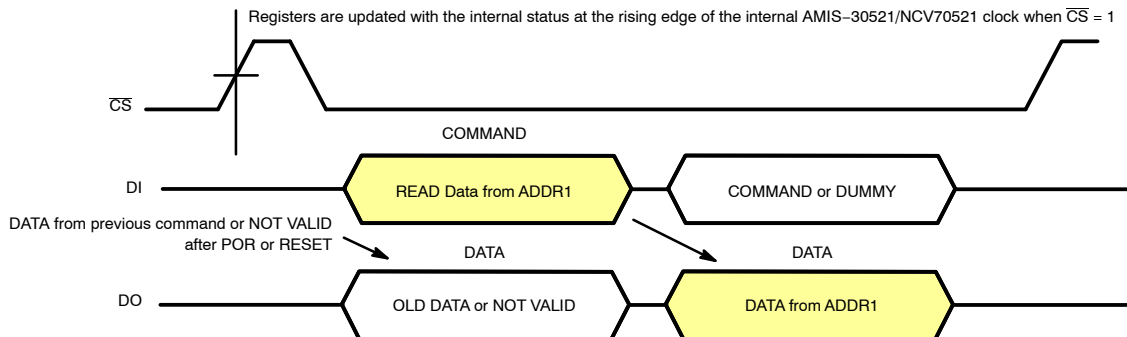 Registers are updated with the internal status at the rising edge of the internal AMIS−30521/NCV70521 clock when CS = 1
CS
COMMAND
DI
READ Data from ADDR1
COMMAND or DUMMY
DATA from previous command or NOT VALID
after POR or RESET
DATA
DATA
DO
OLD DATA or NOT VALID
DATA from ADDR1